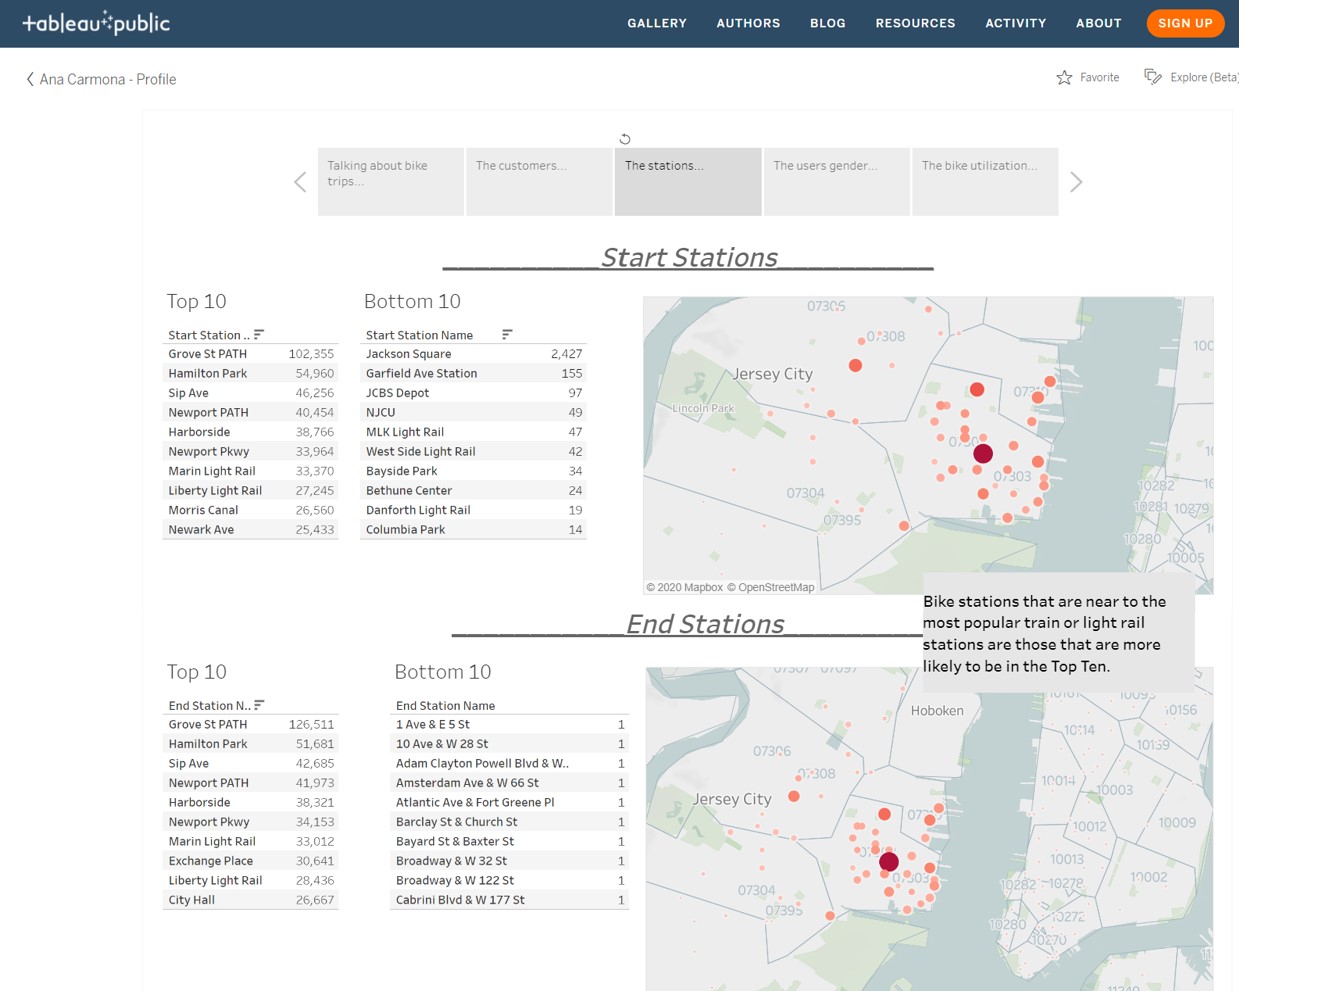 tableau public
GALLERY AUTHORS BLOG RESOURCES ACTIVITY ABOUT SIGN UP
Ana Carmona - Profile
Favorite Explore (Beta)
Talking about bike
trips...
The customers...
The stations...
The users gender...
The bike utilization...
Start Stations
Top 10
Start Station ..
Grove St PATH 102,355
Hamilton Park 54,960
Sip Ave 46,256
Newport PATH 40,454
Harborside 38,766
Newport Pkwy 33,964
Marin Light Rail 33,370
Liberty Light Rail 27,245
Morris Canal 26,560
Newark Ave 25,433
Bottom 10
Start Station Name
Jackson Square 2,427
Garfield Ave Station 155
JCBS Depot 97
NJCU 49
MLK Light Rail 47
West Side Light Rail 42
Bayside Park 34
Bethune Center 24
Danforth Light Rail 19
Columbia Park 14
07306
07308
Jersey City
Lincoln Park
07303
07304
07395
10282
10281 10279
10280
10005
© 2020 Mapbox © OpenStreetMap
Bike stations that are near to the
most popular train or light rail
stations are those that are more
likely to be in the Top Ten.
End Stations
Top 10
End Station N..
Grove St PATH 126,511
Hamilton Park 51,681
Sip Ave 42,685
Newport PATH 41,973
Harborside 38,321
Newport Pkwy 34,153
Marin Light Rail 33,012
Exchange Place 30,641
Liberty Light Rail 28,436
City Hall 26,667
Bottom 10
End Station Name
1 Ave & E 5 St 1
10 Ave & W 28 St 1
Adam Clayton Powell Blvd & W.. 1
Amsterdam Ave & W 66 St 1
Atlantic Ave & Fort Greene Pl 1
Barclay St & Church St 1
Bayard St & Baxter St 1
Broadway & W 32 St 1
Broadway & W 122 St 1
Cabrini Blvd & W 177 St 1
Hoboken
10714
10159
07306
07308
10014
10003
Jersey City
10012
10009
10013
10282 10278
10002
07304
07395
10272
10280
10270